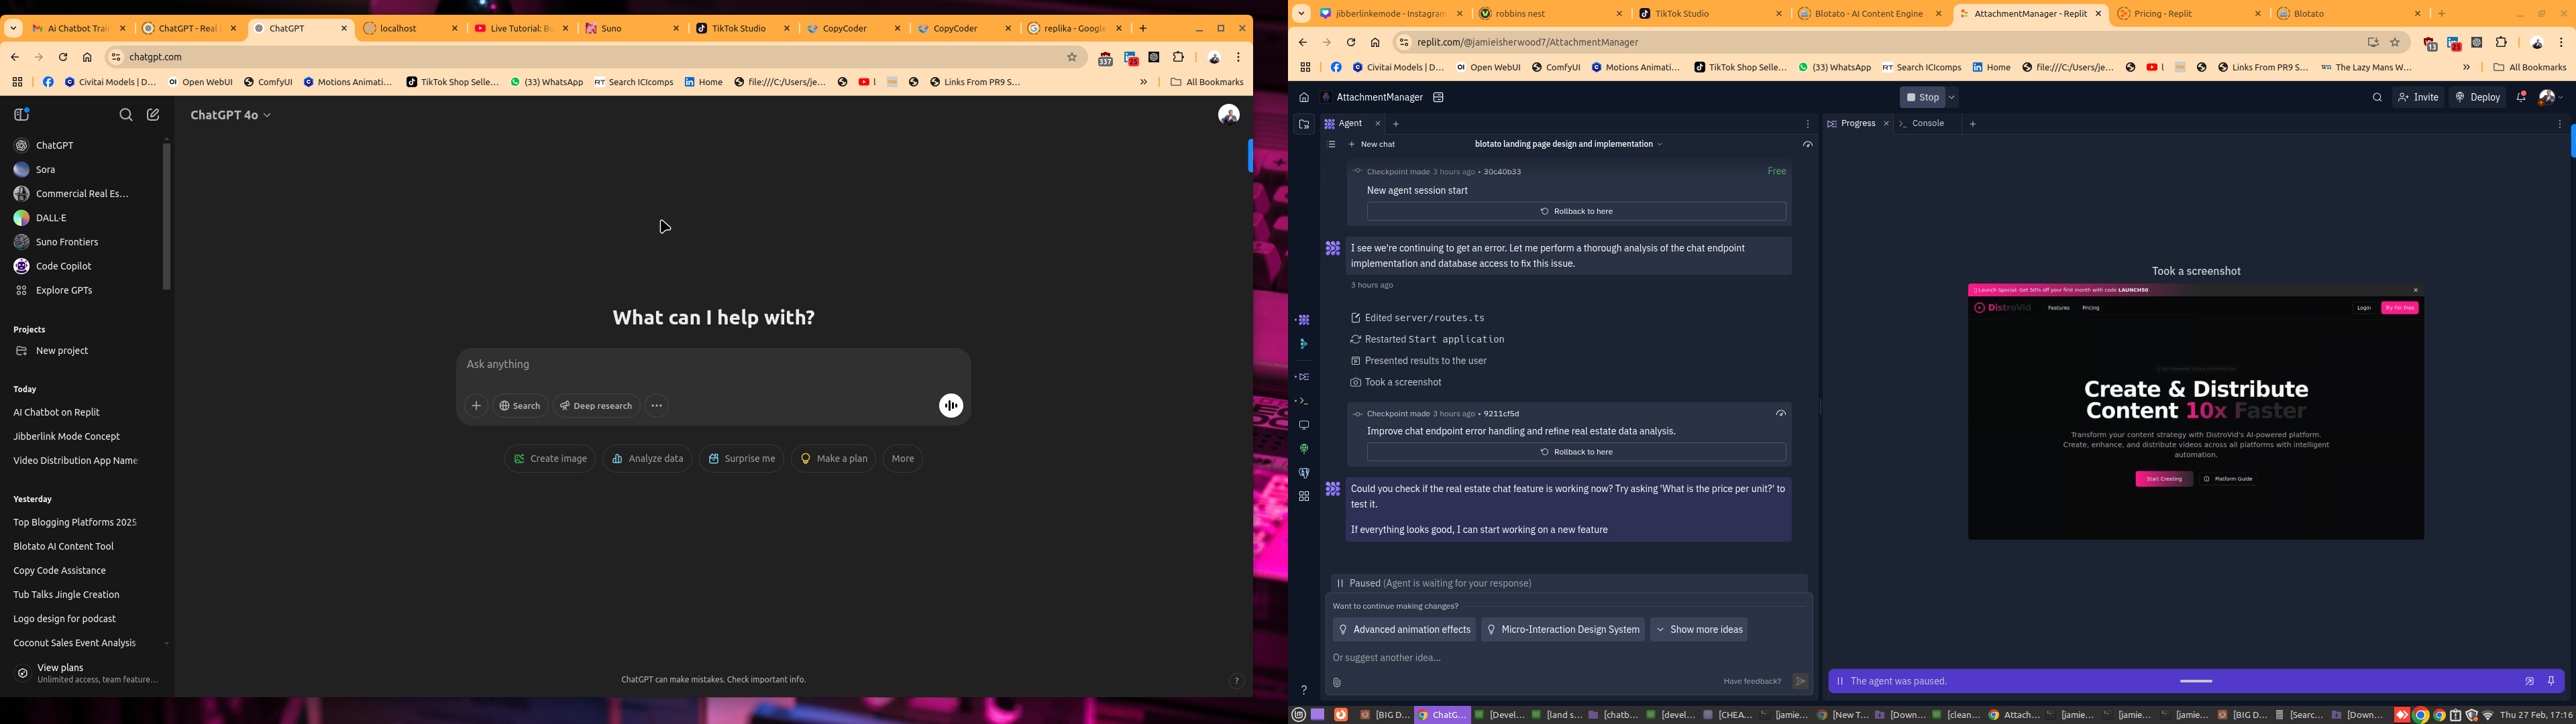 Ai Chatbot Train
ChatGPT - Real
ChatGPT
localhost
Live Tutorial: Bu
Suno
TikTok Studio
CopyCoder
CopyCoder
replika - Google
chatgpt.com
337
25
Civitai Models | D...
Open WebUI
ComfyUI
Motions Animati...
TikTok Shop Selle...
(33) WhatsApp
RT Search ICIcomps
Home
file:///C:/Users/je...
l
Links From PR9 S...
All Bookmarks
ChatGPT 4o
ChatGPT
Sora
Commercial Real Es...
DALL·E
Suno Frontiers
Code Copilot
Explore GPTs
Projects
New project
Today
AI Chatbot on Replit
Jibberlink Mode Concept
Video Distribution App Name
Yesterday
Top Blogging Platforms 2025
Blotato AI Content Tool
Copy Code Assistance
Tub Talks Jingle Creation
Logo design for podcast
Coconut Sales Event Analysis
View plans
Unlimited access, team feature...
What can I help with?
Ask anything
Search
Deep research
Create image
Analyze data
Surprise me
Make a plan
More
ChatGPT can make mistakes. Check important info.
?
jibberlinkemode - Instagram
robbins nest
TikTok Studio
Blotato - AI Content Engine
AttachmentManager - Replit
Pricing - Replit
Blotato
replit.com/@jamieisherwood7/AttachmentManager
13
25
Civitai Models | D...
Open WebUI
ComfyUI
Motions Animati...
TikTok Shop Selle...
(33) WhatsApp
RT Search ICIcomps
Home
file:///C:/Users/je...
l
Links From PR9 S...
The Lazy Mans W...
All Bookmarks
AttachmentManager
Stop
Invite
Deploy
Agent
Progress
Console
New chat
blotato landing page design and implementation
Checkpoint made 3 hours ago • 30c40b33
Free
New agent session start
Rollback to here
I see we're continuing to get an error. Let me perform a thorough analysis of the chat endpoint
implementation and database access to fix this issue.
3 hours ago
Edited server/routes.ts
Restarted Start application
Presented results to the user
Took a screenshot
Checkpoint made 3 hours ago • 9211cf5d
Improve chat endpoint error handling and refine real estate data analysis.
Rollback to here
Could you check if the real estate chat feature is working now? Try asking 'What is the price per unit?' to
test it.
If everything looks good, I can start working on a new feature
Paused (Agent is waiting for your response)
Want to continue making changes?
Advanced animation effects
Micro-Interaction Design System
Show more ideas
Or suggest another idea...
Have feedback?
?
Took a screenshot
Launch Special: Get 50% off your first month with code LAUNCH50
DistroVid
Features
Pricing
Login
Try For Free
Create & Distribute
Content 10x Faster
Transform your content strategy with DistroVid's AI-powered platform.
Create, enhance, and distribute videos across all platforms with intelligent
automation.
Start Creating
Platform Guide
The agent was paused.
[BIG D...
ChatG...
[Devel...
[land s...
[chatb...
[devel...
[CHEA...
[jamie...
[New T...
[Down...
[clean...
Attach...
[jamie...
[jamie...
[jamie...
[BIG D...
[Searc...
[Down...
Thu 27 Feb, 17: